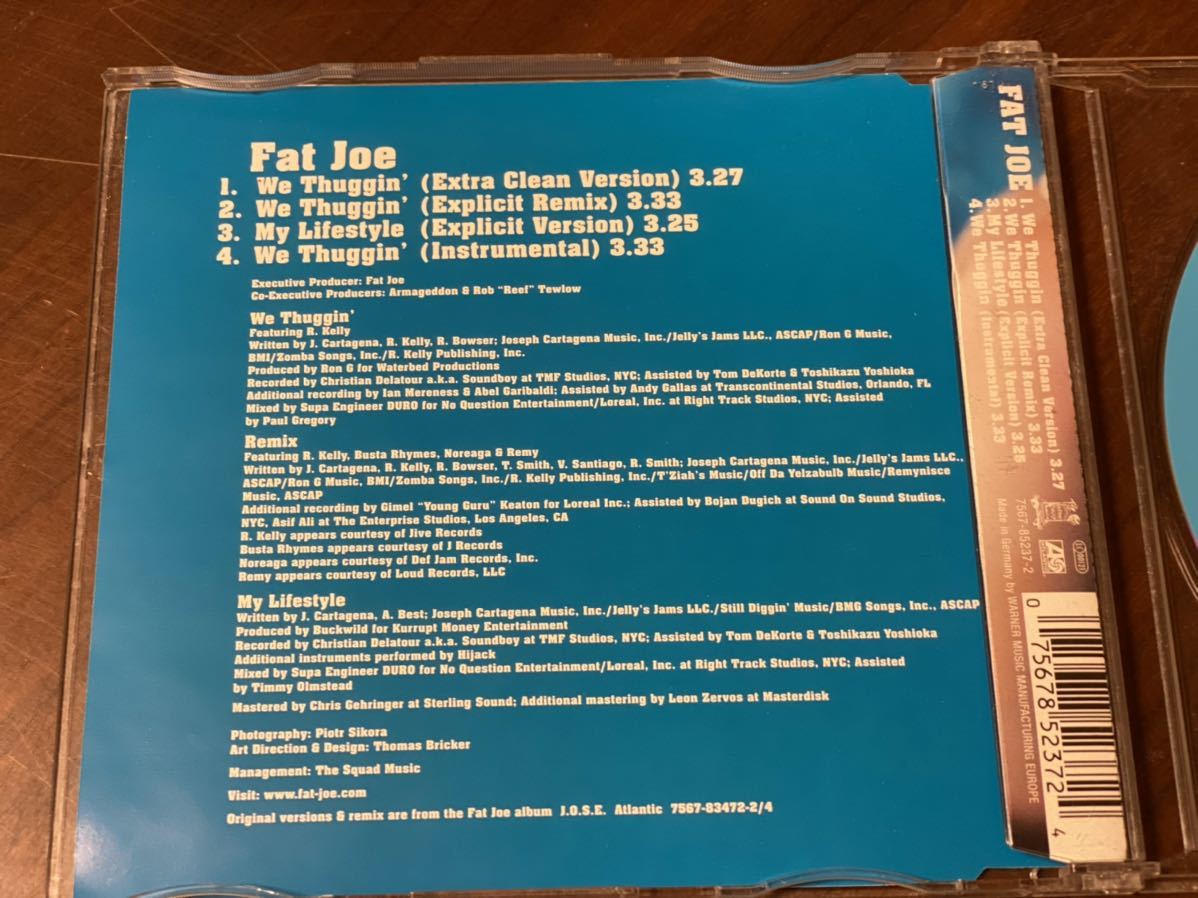 Fat Joe
1. We Thuggin' (Extra Clean Version) 3.27
2. We Thuggin' (Explicit Remix) 3.33
3. My Lifestyle (Explicit Version) 3.25
4. We Thuggin' (Instrumental) 3.33
Executive Producer: Fat Joe
Co-Executive Producers: Armageddon & Rob "Reef" Tewlow
We Thuggin'
Featuring R. Kelly
Written by J. Cartagena, R. Kelly, R. Bowser; Joseph Cartagena Music, Inc./Jelly's Jams LLC., ASCAP/Ron G Music,
BMI/Zomba Songs, Inc./R. Kelly Publishing, Inc.
Produced by Ron G for Waterbed Productions
Recorded by Christian Delatour a.k.a. Soundboy at TMF Studios, NYC; Assisted by Tom DeKorte & Toshikazu Yoshioka
Additional recording by Ian Mereness & Abel Garibaldi; Assisted by Andy Gallas at Transcontinental Studios, Orlando, FL
Mixed by Supa Engineer DURO for No Question Entertainment/Loreal, Inc. at Right Track Studios, NYC; Assisted
by Paul Gregory
Remix
Featuring R. Kelly, Busta Rhymes, Noreaga & Remy
Written by J. Cartagena, R. Kelly, R. Bowser, T. Smith, V. Santiago, R. Smith; Joseph Cartagena Music, Inc./Jelly's Jams LLC.,
ASCAP/Ron G Music, BMI/Zomba Songs, Inc./R. Kelly Publishing, Inc./T'Ziah's Music/Off Da Yelzabulb Music/Remynisce
Music, ASCAP
Additional recording by Gimel "Young Guru" Keaton for Loreal Inc.; Assisted by Bojan Dugich at Sound On Sound Studios,
NYC, Asif Ali at The Enterprise Studios, Los Angeles, CA
R. Kelly appears courtesy of Jive Records
Busta Rhymes appears courtesy of J Records
Noreaga appears courtesy of Def Jam Records, Inc.
Remy appears courtesy of Loud Records, LLC
My Lifestyle
Written by J. Cartagena, A. Best; Joseph Cartagena Music, Inc./Jelly's Jams LLC./Still Diggin' Music/BMG Songs, Inc., ASCAP
Produced by Buckwild for Kurrupt Money Entertainment
Recorded by Christian Delatour a.k.a. Soundboy at TMF Studios, NYC; Assisted by Tom DeKorte & Toshikazu Yoshioka
Additional instruments performed by Hijack
Mixed by Supa Engineer DURO for No Question Entertainment/Loreal, Inc. at Right Track Studios, NYC; Assisted
by Timmy Olmstead
Mastered by Chris Gehringer at Sterling Sound; Additional mastering by Leon Zervos at Masterdisk
Photography: Piotr Sikora
Art Direction & Design: Thomas Bricker
Management: The Squad Music
Visit: www.fat-joe.com
Original versions & remix are from the Fat Joe album J.O.S.E. Atlantic 7567-83472-2/4
FAT JOE
1. We Thuggin (Extra Clean Version) 3.27
2 We Thuggin (Explicit Remix) 3.33
3. My Lifestyle (Explicit Version) 3.25
4. We Thuggin (Instrumental) 3.33
7567-85237-2
Made in Germany by WARNER MUSIC MANUFACTURING EUROPE
0 75678 52372 4